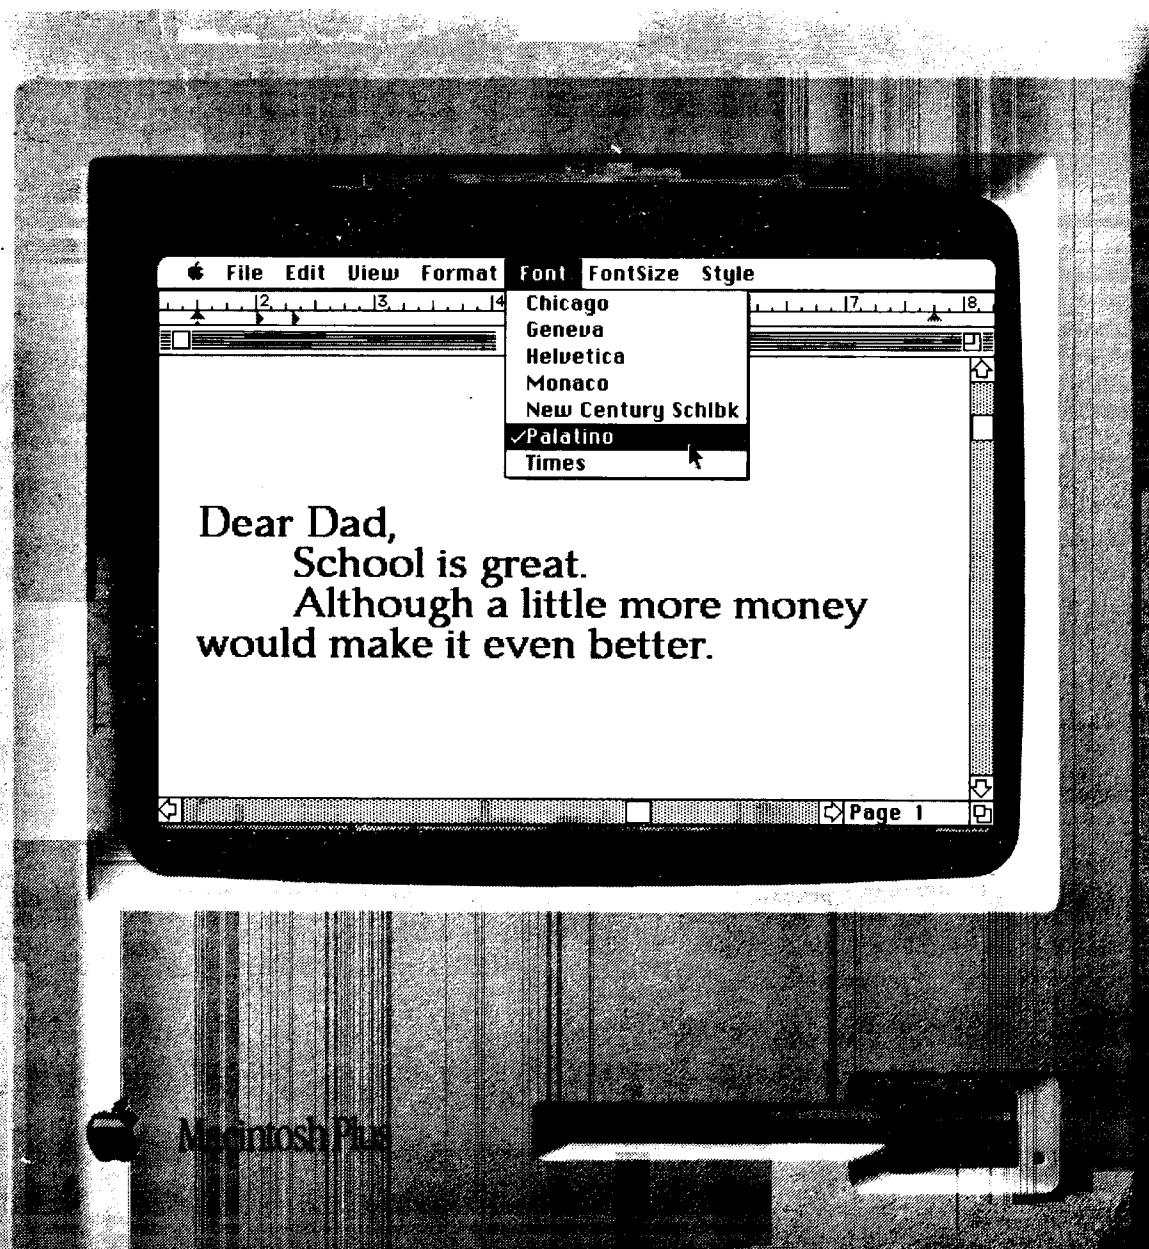 File Edit View Format Font FontSize Style
2 3 4 7 8
Chicago
Geneva
Helvetica
Monaco
New Century Schlbk
✓Palatino
Times
Dear Dad,
School is great.
Although a little more money
would make it even better.
Page 1
Macintosh Plus